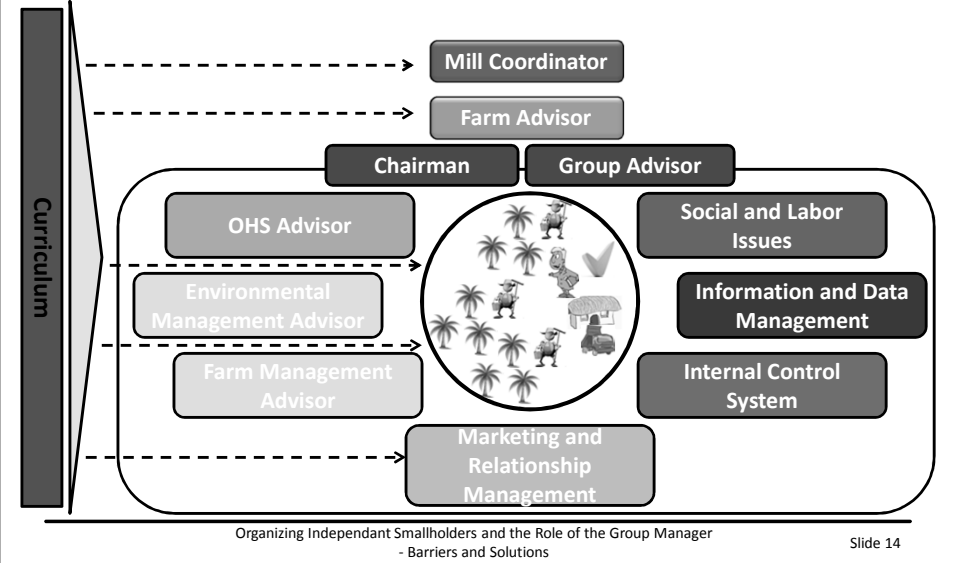 Curriculum
Mill Coordinator
Farm Advisor
Chairman
Group Advisor
OHS Advisor
Social and Labor
Issues
Environmental
Management Advisor
Information and Data
Management
Farm Management
Advisor
Internal Control
System
Marketing and
Relationship
Management
Organizing Independant Smallholders and the Role of the Group Manager
- Barriers and Solutions
Slide 14